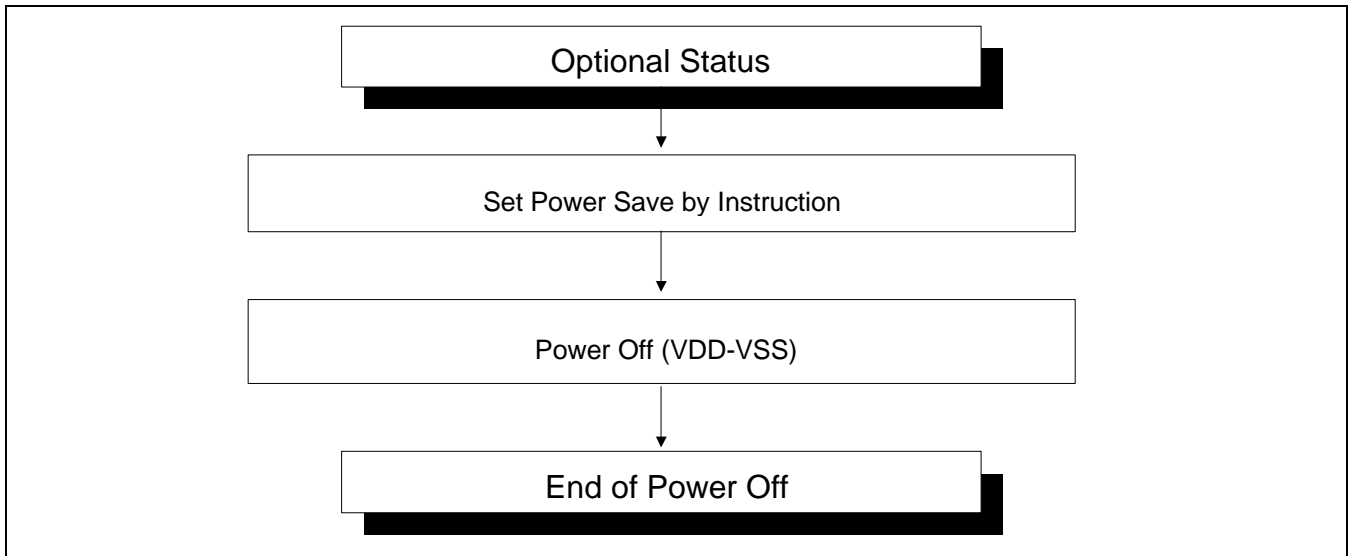 Optional Status
Set Power Save by Instruction
Power Off (VDD-VSS)
End of Power Off